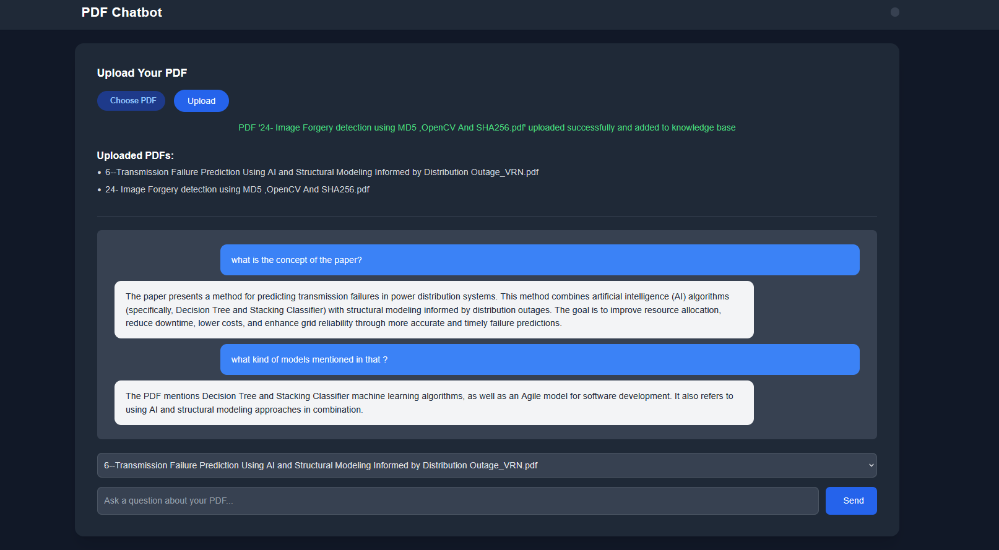 PDF Chatbot
Upload Your PDF
Choose PDF
Upload
PDF '24- Image Forgery detection using MD5 ,OpenCV And SHA256.pdf' uploaded successfully and added to knowledge base
Uploaded PDFs:
• 6--Transmission Failure Prediction Using AI and Structural Modeling Informed by Distribution Outage_VRN.pdf
• 24- Image Forgery detection using MD5 ,OpenCV And SHA256.pdf
what is the concept of the paper?
The paper presents a method for predicting transmission failures in power distribution systems. This method combines artificial intelligence (AI) algorithms
(specifically, Decision Tree and Stacking Classifier) with structural modeling informed by distribution outages. The goal is to improve resource allocation,
reduce downtime, lower costs, and enhance grid reliability through more accurate and timely failure predictions.
what kind of models mentioned in that ?
The PDF mentions Decision Tree and Stacking Classifier machine learning algorithms, as well as an Agile model for software development. It also refers to
using AI and structural modeling approaches in combination.
6--Transmission Failure Prediction Using AI and Structural Modeling Informed by Distribution Outage_VRN.pdf
Ask a question about your PDF...
Send